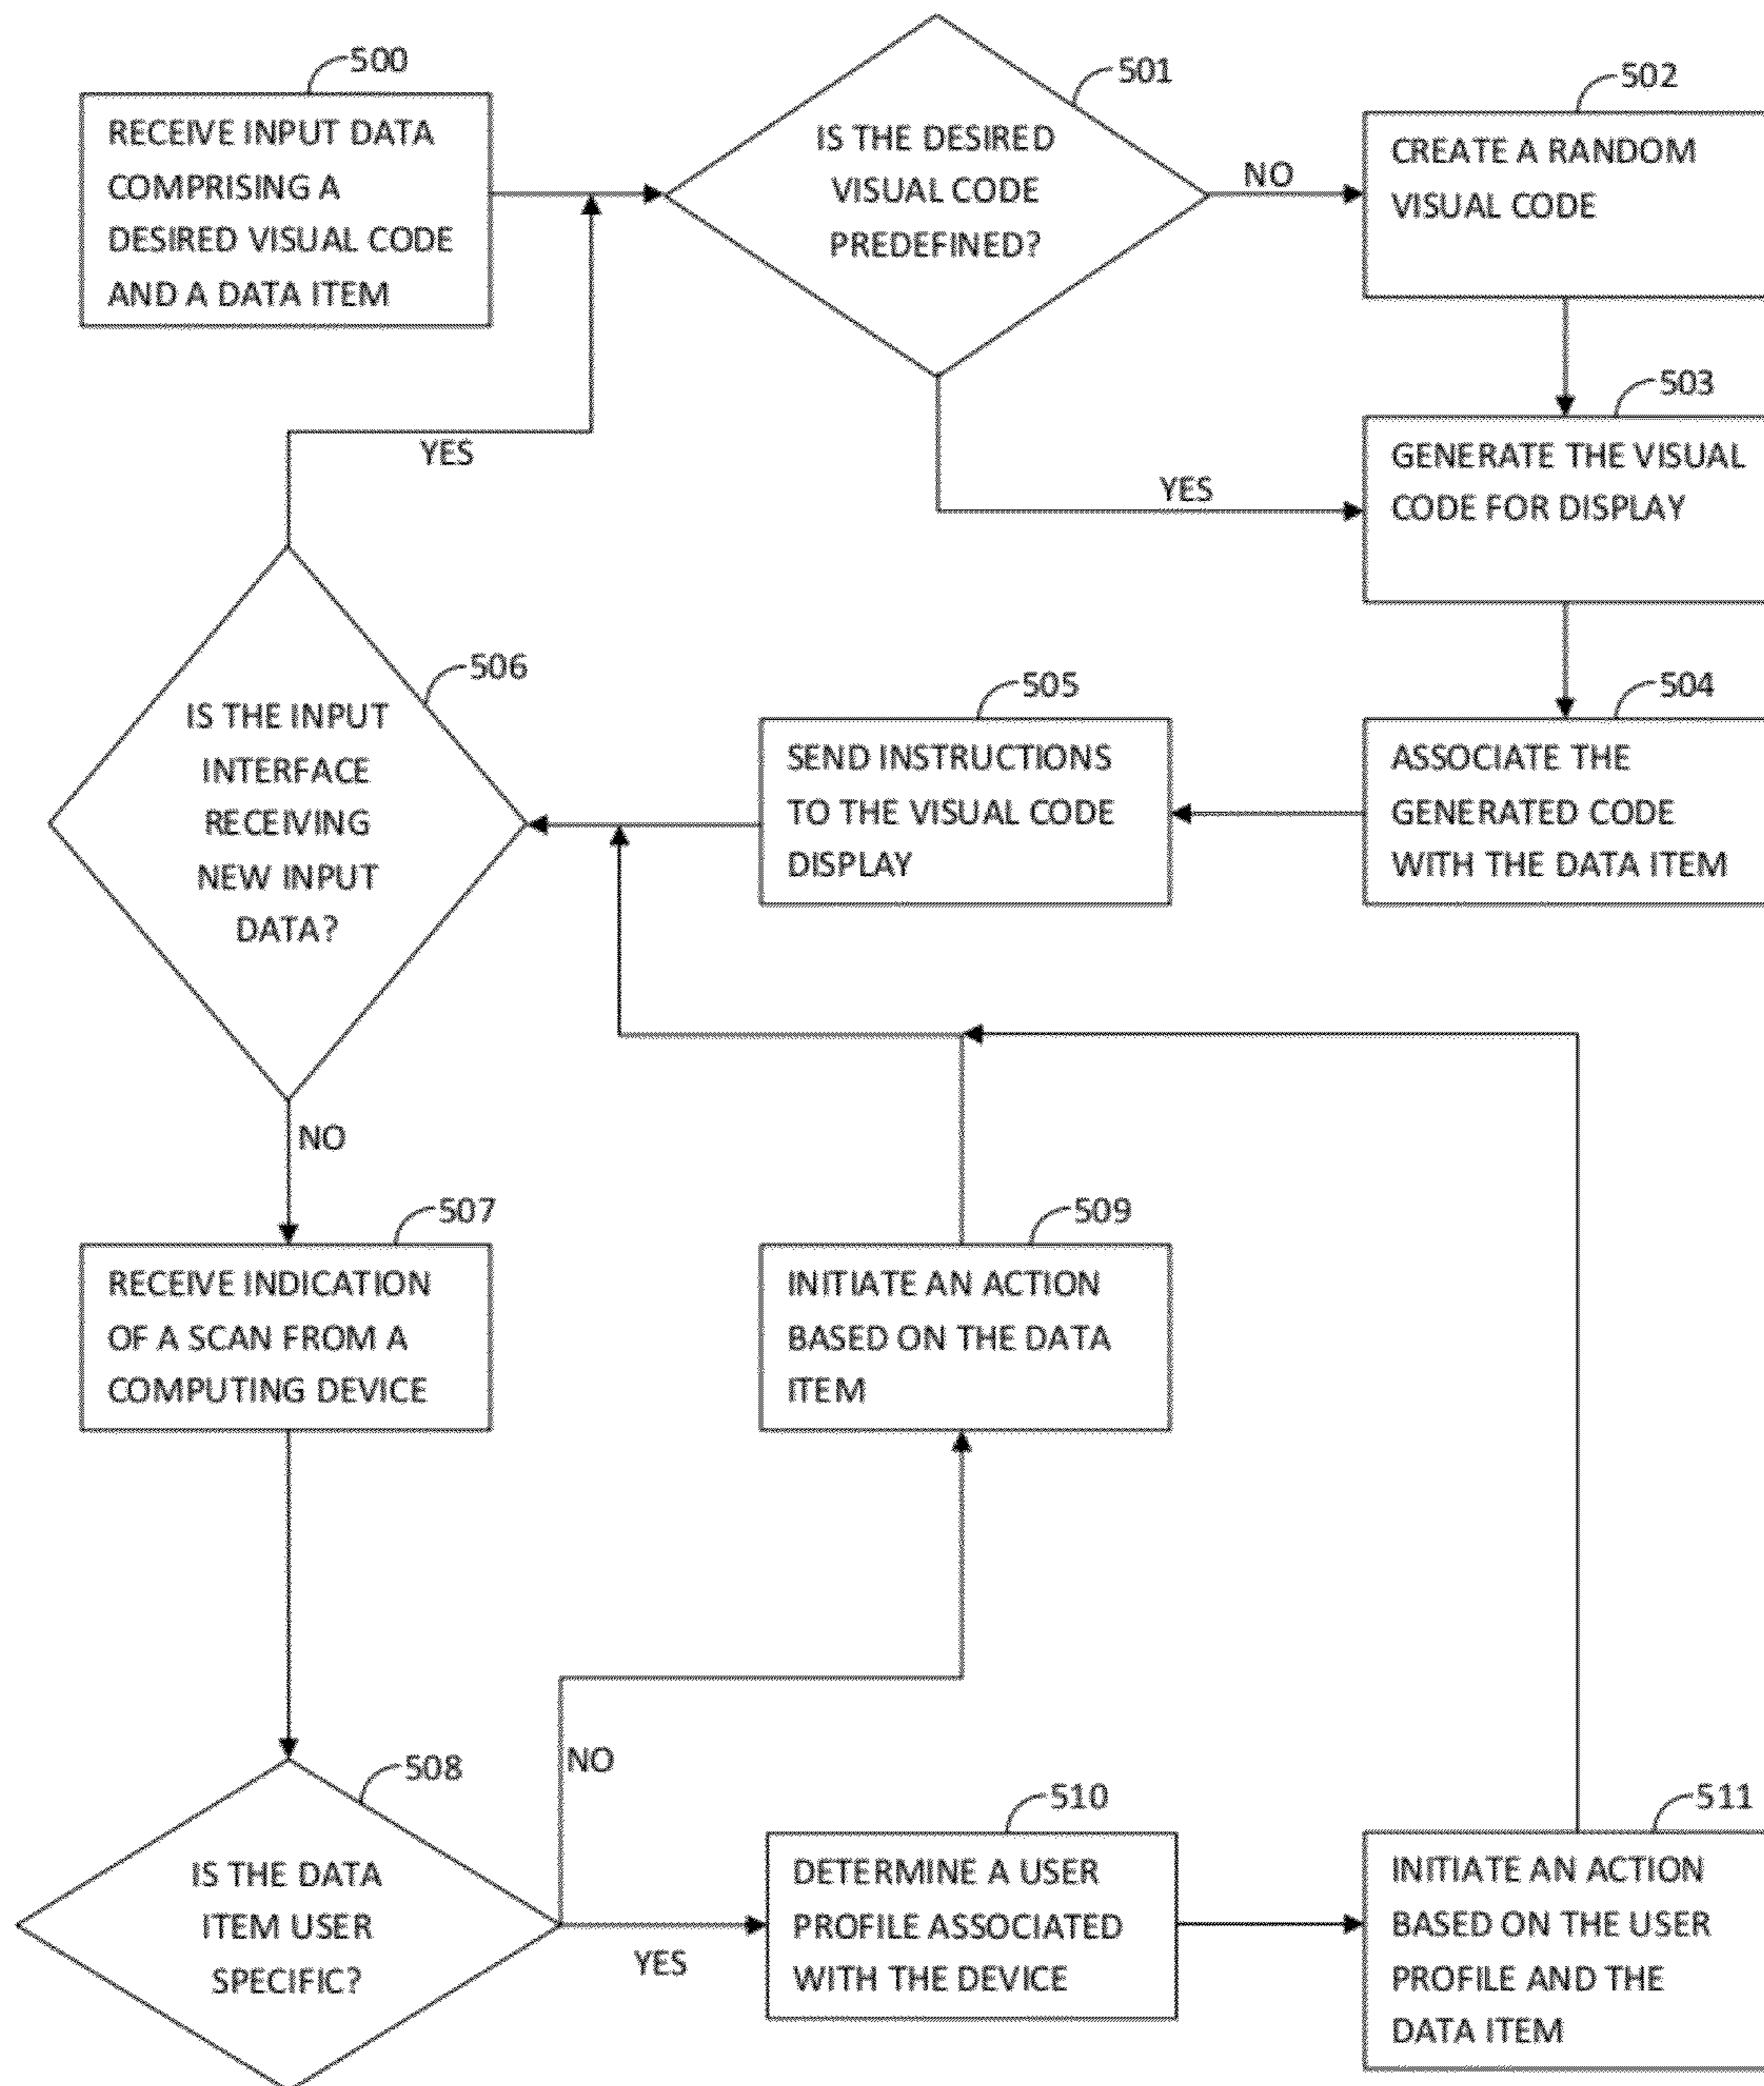 500
RECEIVE INPUT DATA
COMPRISING A
DESIRED VISUAL CODE
AND A DATA ITEM
501
IS THE DESIRED
VISUAL CODE
PREDEFINED?
NO
502
CREATE A RANDOM
VISUAL CODE
YES
503
GENERATE THE VISUAL
CODE FOR DISPLAY
YES
504
ASSOCIATE THE
GENERATED CODE
WITH THE DATA ITEM
505
SEND INSTRUCTIONS
TO THE VISUAL CODE
DISPLAY
506
IS THE INPUT
INTERFACE
RECEIVING
NEW INPUT
DATA?
NO
507
RECEIVE INDICATION
OF A SCAN FROM A
COMPUTING DEVICE
509
INITIATE AN ACTION
BASED ON THE DATA
ITEM
508
IS THE DATA
ITEM USER
SPECIFIC?
NO
YES
510
DETERMINE A USER
PROFILE ASSOCIATED
WITH THE DEVICE
511
INITIATE AN ACTION
BASED ON THE USER
PROFILE AND THE
DATA ITEM